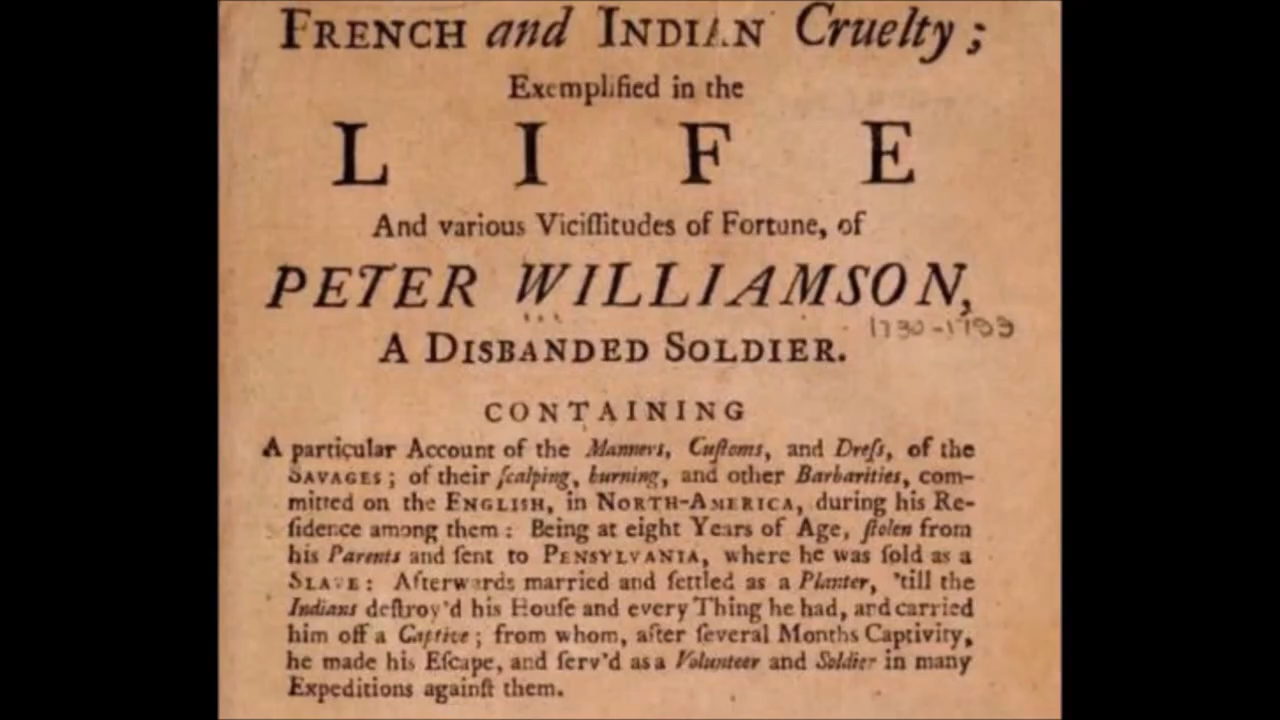 FRENCH and INDIAN Cruelty;
Exemplified in the
LIFE
And various Viciſſitudes of Fortune, of
PETER WILLIAMSON,
1730-1799
A DISBANDED SOLDIER.
CONTAINING
A particular Account of the Manners, Cuſtoms, and Dreſs, of the
SAVAGES; of their ſcalping, burning, and other Barbarities, com-
mitted on the ENGLISH, in NORTH-AMERICA, during his Re-
ſidence among them: Being at eight Years of Age, ſtolen from
his Parents and ſent to PENSYLVANIA, where he was ſold as a
SLAVE: Afterwards married and ſettled as a Planter, 'till the
Indians deſtroy'd his Houſe and every Thing he had, and carried
him off a Captive; from whom, after ſeveral Months Captivity,
he made his Eſcape, and ſerv'd as a Volunteer and Soldier in many
Expeditions againſt them.